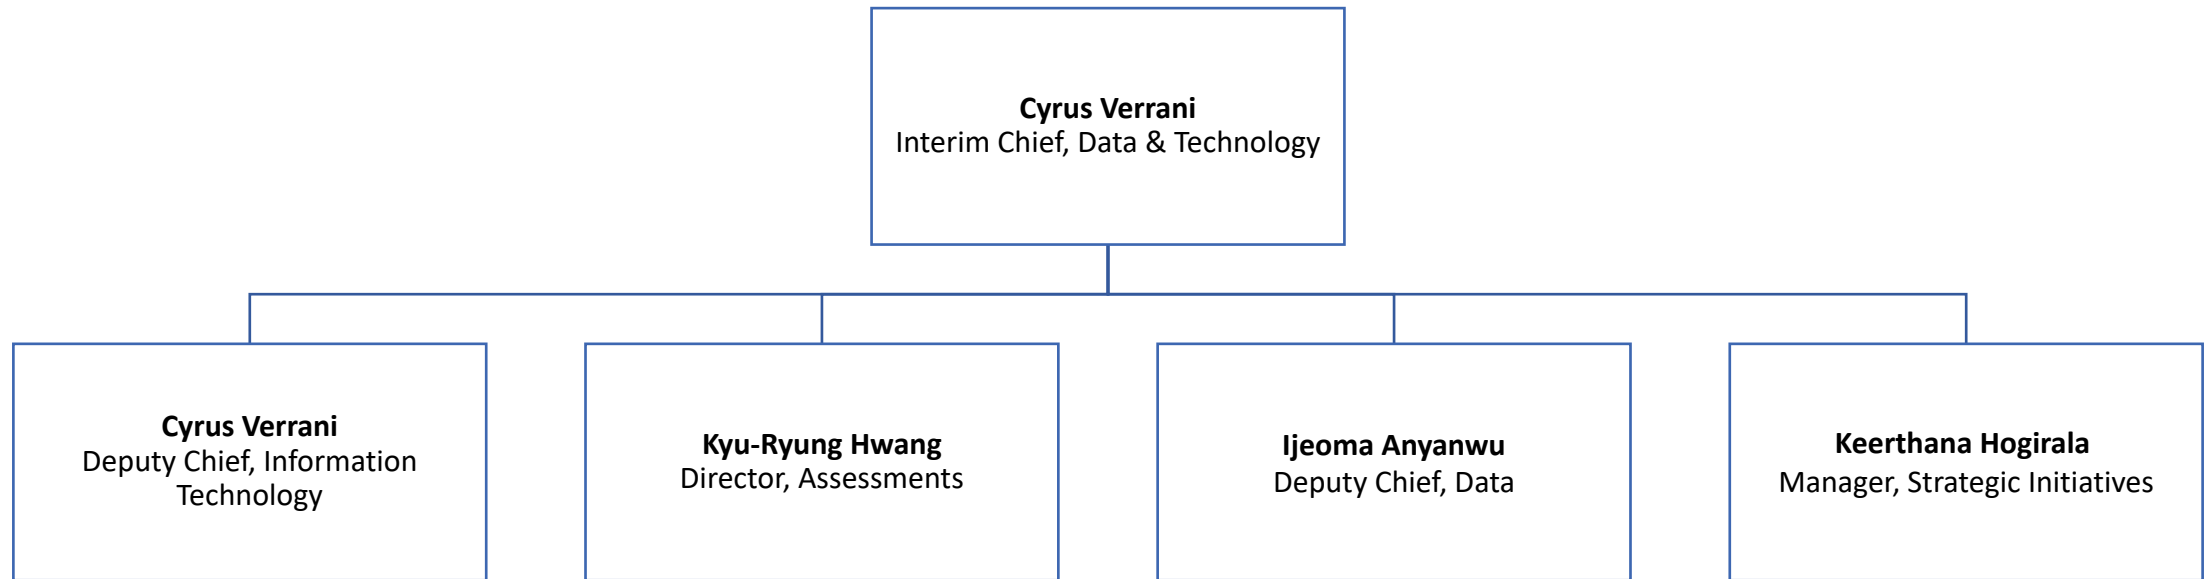 Cyrus Verrani
Interim Chief, Data & Technology
Cyrus Verrani
Deputy Chief, Information
Technology
Kyu-Ryung Hwang
Director, Assessments
Ijeoma Anyanwu
Deputy Chief, Data
Keerthana Hogirala
Manager, Strategic Initiatives